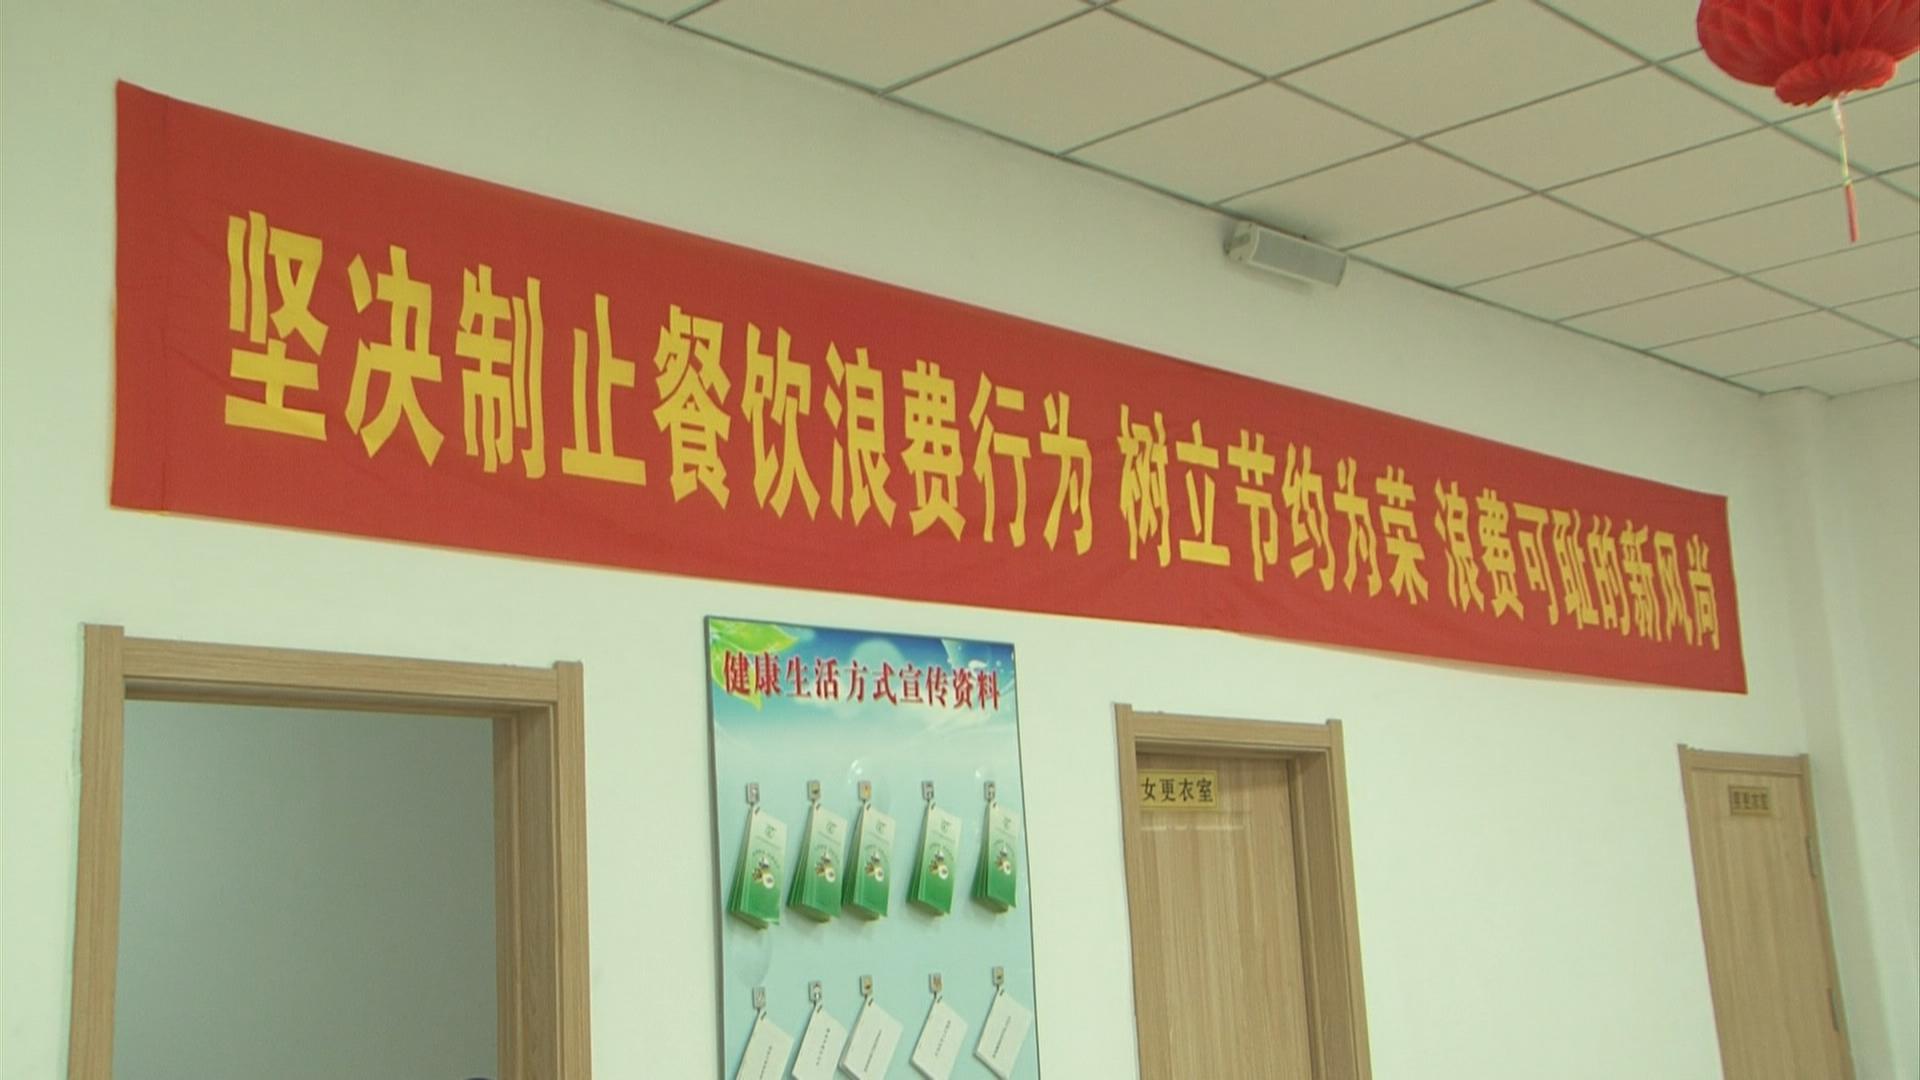 坚决制止餐饮浪费行为 树立节约为荣 浪费可耻的新风尚
健康生活方式宣传资料
女更衣室